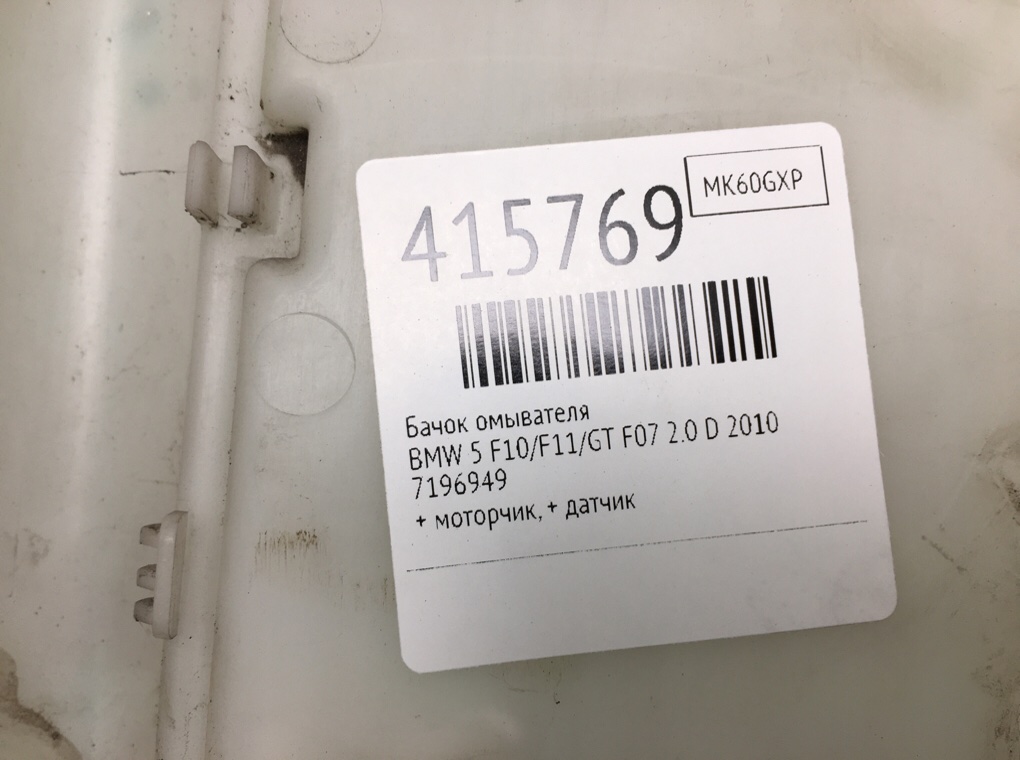 415769
MK60GXP
Бачок омывателя
BMW 5 F10/F11/GT F07 2.0 D 2010
7196949
+ моторчик, + датчик